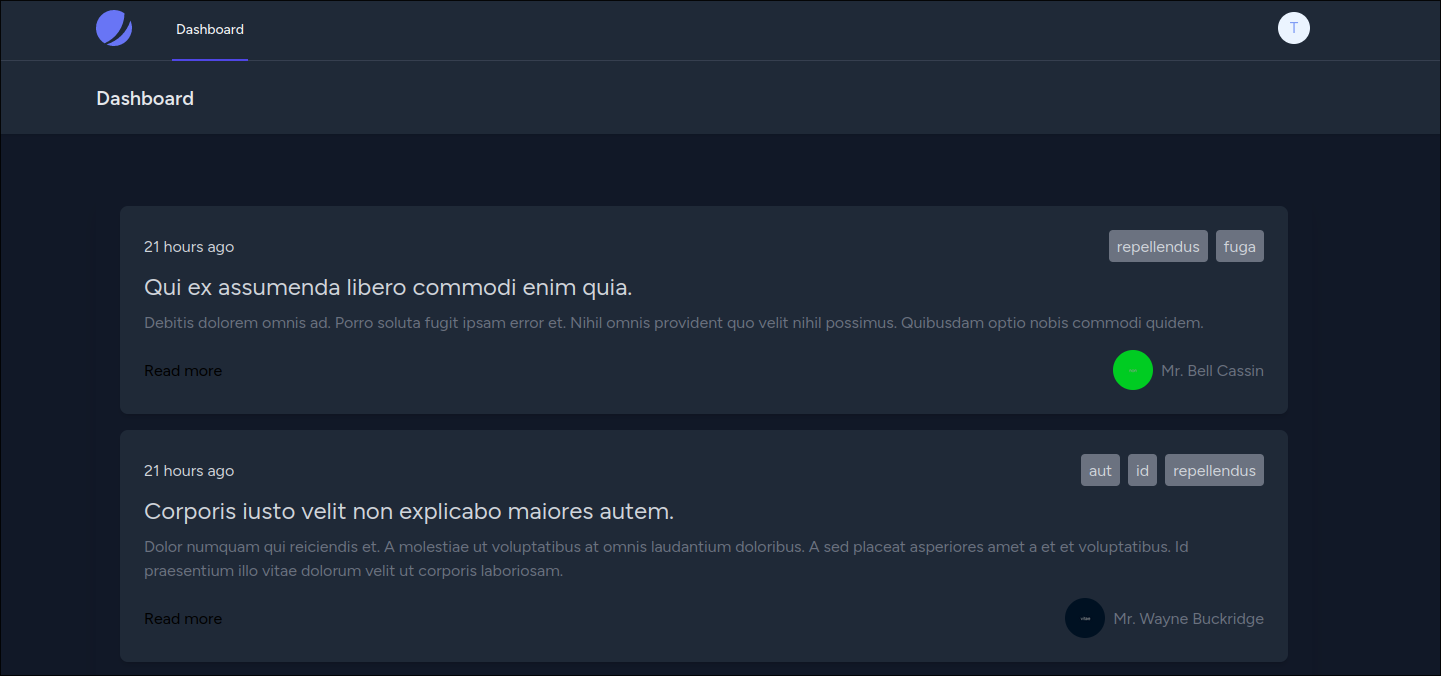 Dashboard
T
Dashboard
21 hours ago
repellendus
fuga
Qui ex assumenda libero commodi enim quia.
Debitis dolorem omnis ad. Porro soluta fugit ipsam error et. Nihil omnis provident quo velit nihil possimus. Quibusdam optio nobis commodi quidem.
Read more
Mr. Bell Cassin
21 hours ago
aut
id
repellendus
Corporis iusto velit non explicabo maiores autem.
Dolor numquam qui reiciendis et. A molestiae ut voluptatibus at omnis laudantium doloribus. A sed placeat asperiores amet a et et voluptatibus. Id
praesentium illo vitae dolorum velit ut corporis laboriosam.
Read more
Mr. Wayne Buckridge